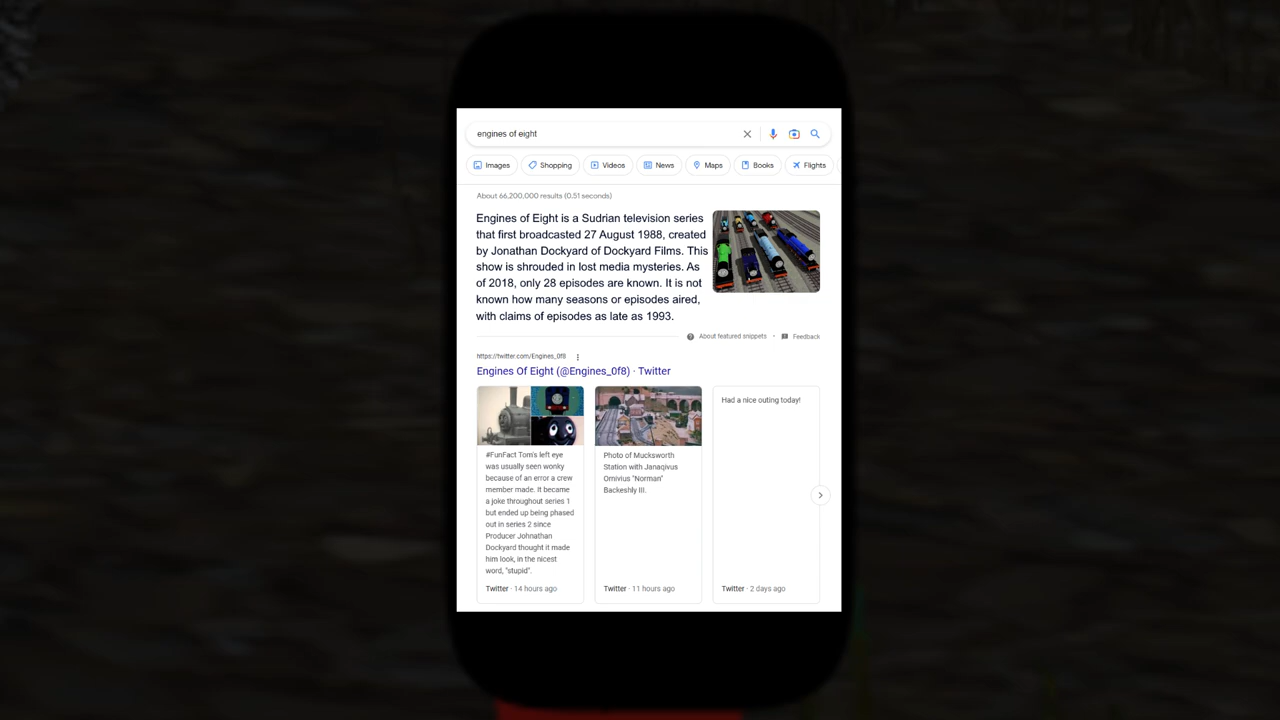 engines of eight
Images
Shopping
Videos
News
Maps
Books
Flights
About 66,200,000 results (0.51 seconds)
Engines of Eight is a Sudrian television series
that first broadcasted 27 August 1988, created
by Jonathan Dockyard of Dockyard Films. This
show is shrouded in lost media mysteries. As
of 2018, only 28 episodes are known. It is not
known how many seasons or episodes aired,
with claims of episodes as late as 1993.
About featured snippets · Feedback
https://twitter.com/Engines_0f8
Engines Of Eight (@Engines_0f8) · Twitter
#FunFact Tom's left eye
was usually seen wonky
because of an error a crew
member made. It became
a joke throughout series 1
but ended up being phased
out in series 2 since
Producer Johnathan
Dockyard thought it made
him look, in the nicest
word, "stupid".
Twitter · 14 hours ago
Photo of Mucksworth
Station with Janaqivus
Omivius "Norman"
Backeshly III.
Twitter · 11 hours ago
Had a nice outing today!
Twitter · 2 days ago